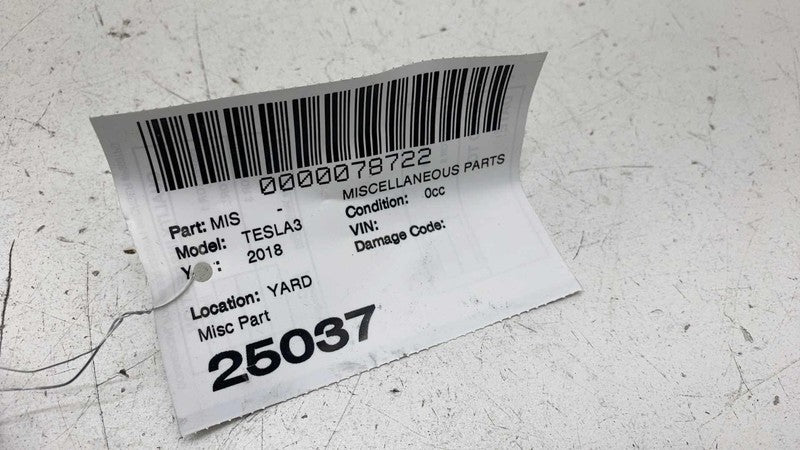 0000078722
MISCELLANEOUS PARTS
Part: MIS -
Condition: 0cc
Model: TESLA3
VIN:
Y : 2018
Damage Code:
Location: YARD
Misc Part
25037